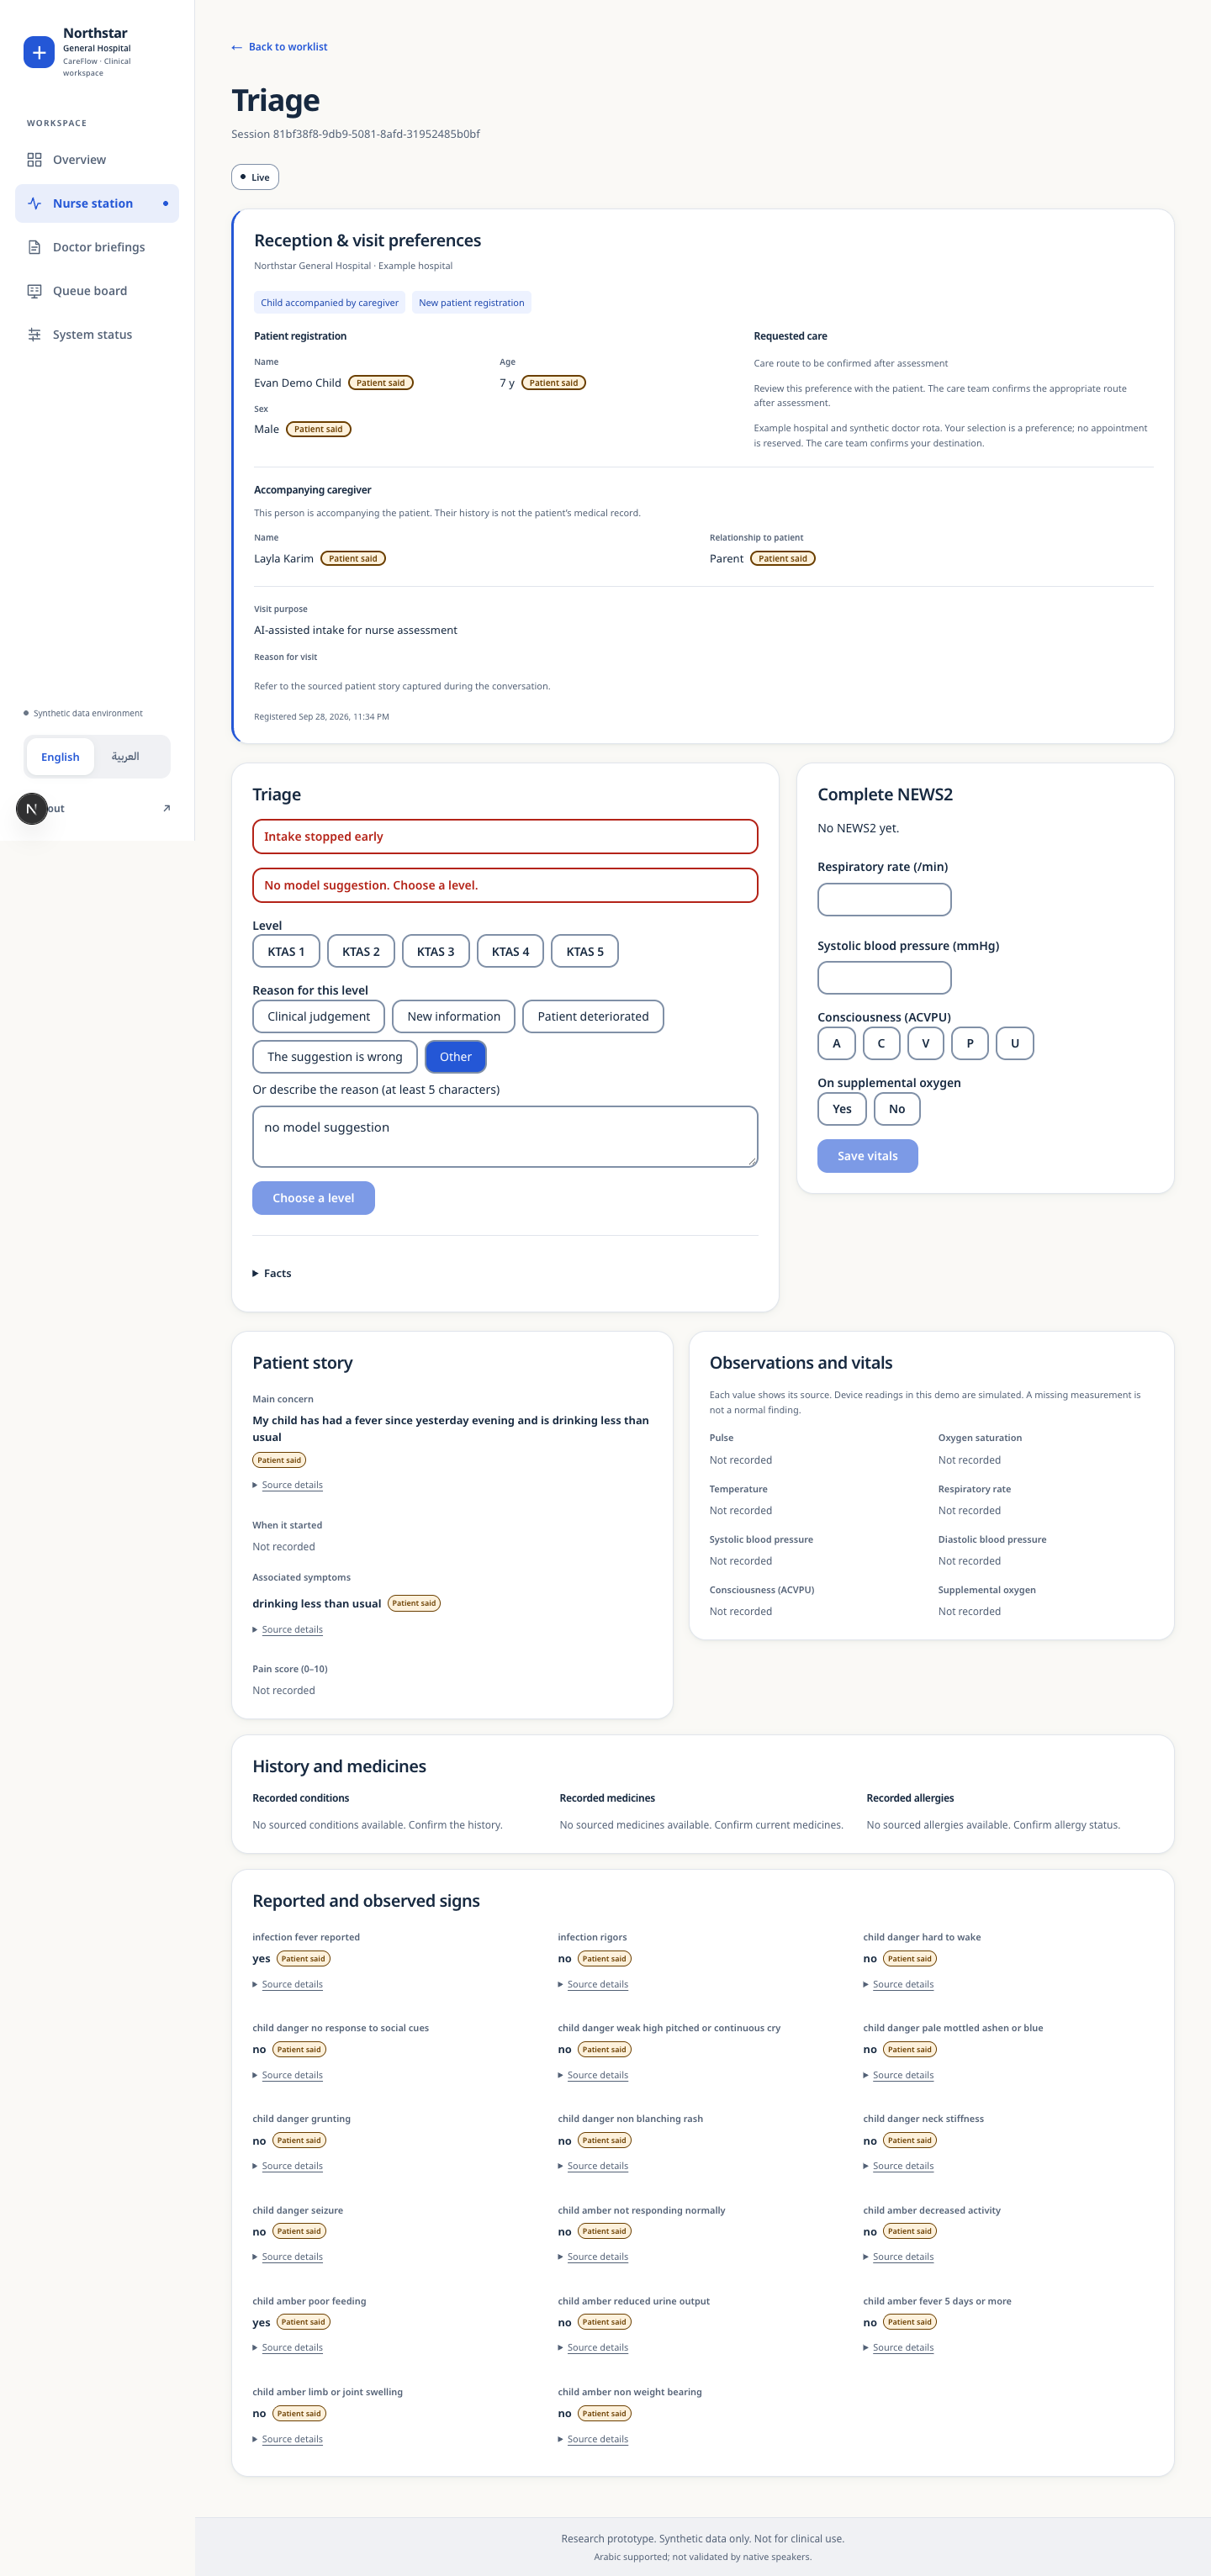 Northstar
General Hospital
CareFlow · Clinical
workspace
WORKSPACE
Overview
Nurse station
Doctor briefings
Queue board
System status
Synthetic data environment
English
العربية
N
out
← Back to worklist
Triage
Session 81bf38f8-9db9-5081-8afd-31952485b0bf
Live
Reception & visit preferences
Northstar General Hospital · Example hospital
Child accompanied by caregiver
New patient registration
Patient registration
Name
Evan Demo Child Patient said
Age
7 y Patient said
Sex
Male Patient said
Requested care
Care route to be confirmed after assessment
Review this preference with the patient. The care team confirms the appropriate route
after assessment.
Example hospital and synthetic doctor rota. Your selection is a preference; no appointment
is reserved. The care team confirms your destination.
Accompanying caregiver
This person is accompanying the patient. Their history is not the patient's medical record.
Name
Layla Karim Patient said
Relationship to patient
Parent Patient said
Visit purpose
AI-assisted intake for nurse assessment
Reason for visit
Refer to the sourced patient story captured during the conversation.
Registered Sep 28, 2026, 11:34 PM
Triage
Intake stopped early
No model suggestion. Choose a level.
Level
KTAS 1 KTAS 2 KTAS 3 KTAS 4 KTAS 5
Reason for this level
Clinical judgement New information Patient deteriorated
The suggestion is wrong Other
Or describe the reason (at least 5 characters)
no model suggestion
Choose a level
Facts
Complete NEWS2
No NEWS2 yet.
Respiratory rate (/min)
Systolic blood pressure (mmHg)
Consciousness (ACVPU)
A C V P U
On supplemental oxygen
Yes No
Save vitals
Patient story
Main concern
My child has had a fever since yesterday evening and is drinking less than
usual
Patient said
Source details
When it started
Not recorded
Associated symptoms
drinking less than usual Patient said
Source details
Pain score (0–10)
Not recorded
Observations and vitals
Each value shows its source. Device readings in this demo are simulated. A missing measurement is
not a normal finding.
Pulse
Not recorded
Oxygen saturation
Not recorded
Temperature
Not recorded
Respiratory rate
Not recorded
Systolic blood pressure
Not recorded
Diastolic blood pressure
Not recorded
Consciousness (ACVPU)
Not recorded
Supplemental oxygen
Not recorded
History and medicines
Recorded conditions
No sourced conditions available. Confirm the history.
Recorded medicines
No sourced medicines available. Confirm current medicines.
Recorded allergies
No sourced allergies available. Confirm allergy status.
Reported and observed signs
infection fever reported
yes Patient said
Source details
infection rigors
no Patient said
Source details
child danger hard to wake
no Patient said
Source details
child danger no response to social cues
no Patient said
Source details
child danger weak high pitched or continuous cry
no Patient said
Source details
child danger pale mottled ashen or blue
no Patient said
Source details
child danger grunting
no Patient said
Source details
child danger non blanching rash
no Patient said
Source details
child danger neck stiffness
no Patient said
Source details
child danger seizure
no Patient said
Source details
child amber not responding normally
no Patient said
Source details
child amber decreased activity
no Patient said
Source details
child amber poor feeding
yes Patient said
Source details
child amber reduced urine output
no Patient said
Source details
child amber fever 5 days or more
no Patient said
Source details
child amber limb or joint swelling
no Patient said
Source details
child amber non weight bearing
no Patient said
Source details
Research prototype. Synthetic data only. Not for clinical use.
Arabic supported; not validated by native speakers.